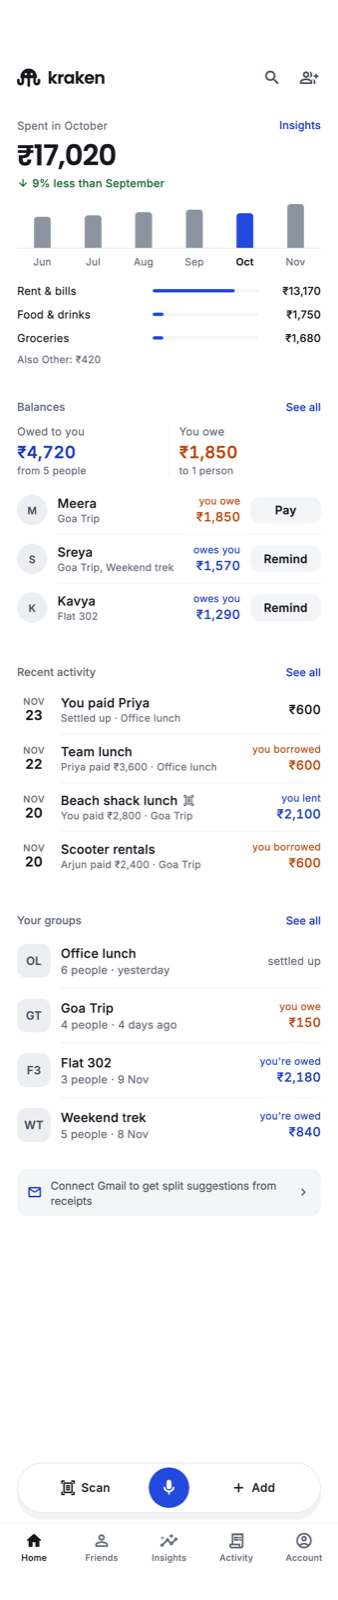 kraken
Spent in October
Insights
₹17,020
↓ 9% less than September
Jun Jul Aug Sep Oct Nov
Rent & bills ₹13,170
Food & drinks ₹1,750
Groceries ₹1,680
Also Other: ₹420
Balances See all
Owed to you
₹4,720
from 5 people
You owe
₹1,850
to 1 person
M
Meera
Goa Trip
you owe
₹1,850
Pay
S
Sreya
Goa Trip, Weekend trek
owes you
₹1,570
Remind
K
Kavya
Flat 302
owes you
₹1,290
Remind
Recent activity See all
NOV
23
You paid Priya
Settled up · Office lunch
₹600
NOV
22
Team lunch
Priya paid ₹3,600 · Office lunch
you borrowed
₹600
NOV
20
Beach shack lunch
You paid ₹2,800 · Goa Trip
you lent
₹2,100
NOV
20
Scooter rentals
Arjun paid ₹2,400 · Goa Trip
you borrowed
₹600
Your groups See all
OL
Office lunch
6 people · yesterday
settled up
GT
Goa Trip
4 people · 4 days ago
you owe
₹150
F3
Flat 302
3 people · 9 Nov
you're owed
₹2,180
WT
Weekend trek
5 people · 8 Nov
you're owed
₹840
Connect Gmail to get split suggestions from
receipts
Scan
+ Add
Home Friends Insights Activity Account